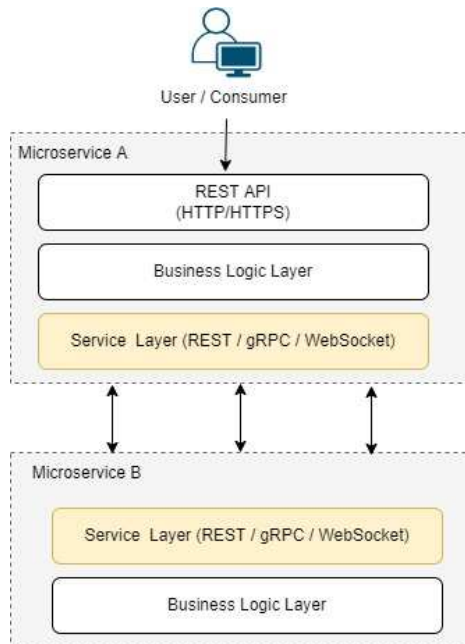 User / Consumer
Microservice A
REST API
(HTTP/HTTPS)
Business Logic Layer
Service Layer (REST / gRPC / WebSocket)
Microservice B
Service Layer (REST / gRPC / WebSocket)
Business Logic Layer